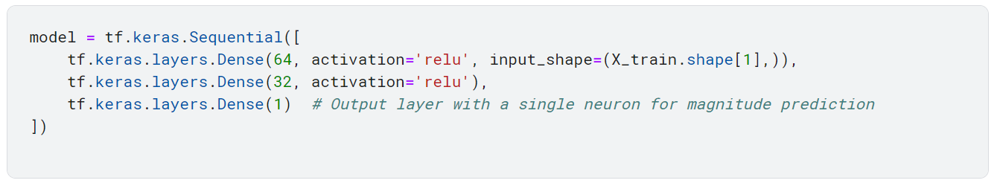 model = tf.keras.Sequential([
    tf.keras.layers.Dense(64, activation='relu', input_shape=(X_train.shape[1],)),
    tf.keras.layers.Dense(32, activation='relu'),
    tf.keras.layers.Dense(1)  # Output layer with a single neuron for magnitude prediction
])